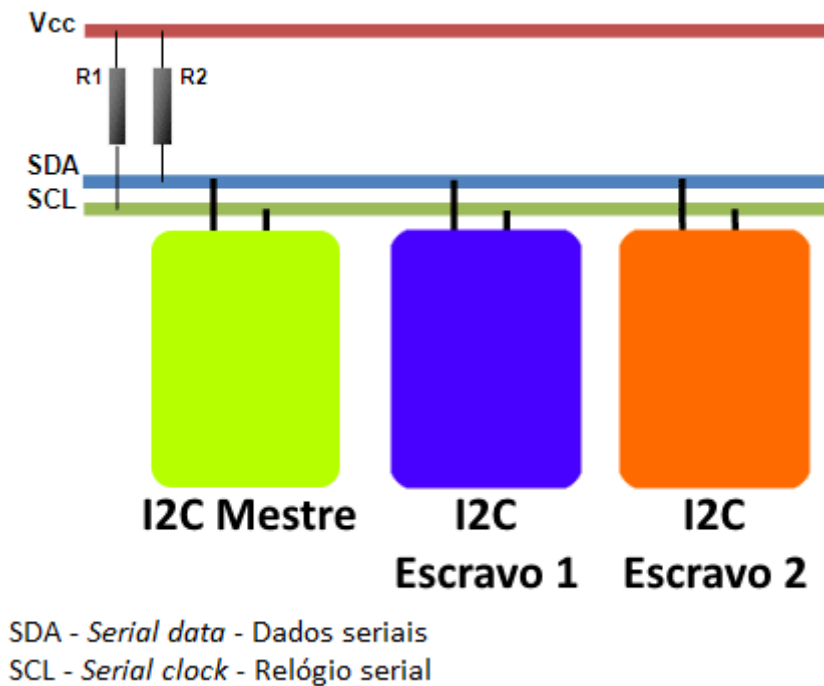 Vcc
R1 R2
SDA
SCL
I2C Mestre
I2C
Escravo 1
I2C
Escravo 2
SDA - Serial data - Dados seriais
SCL - Serial clock - Relógio serial